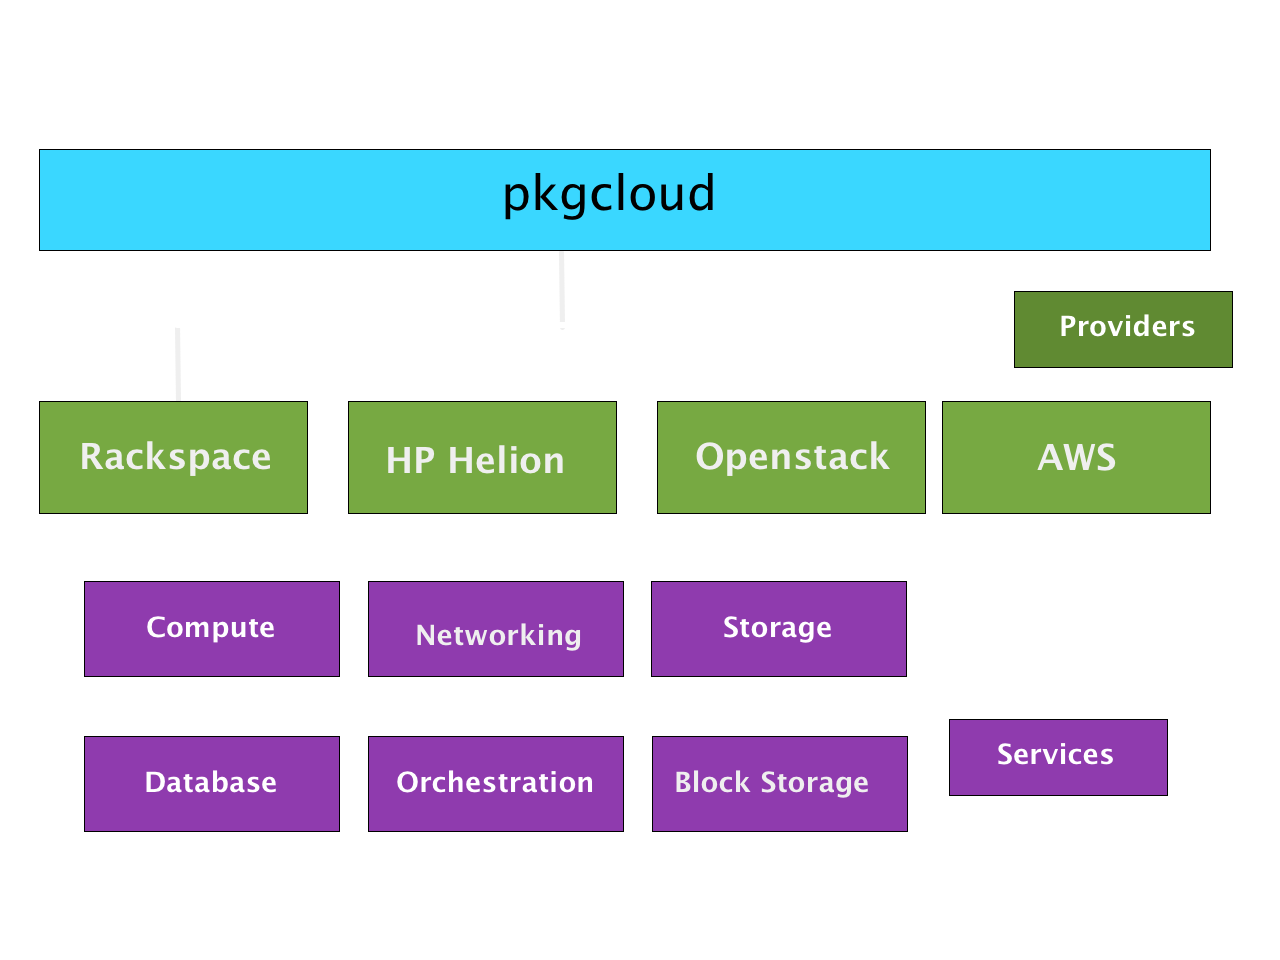 pkgcloud
Providers
Rackspace
HP Helion
Openstack
AWS
Compute
Networking
Storage
Database
Orchestration
Block Storage
Services